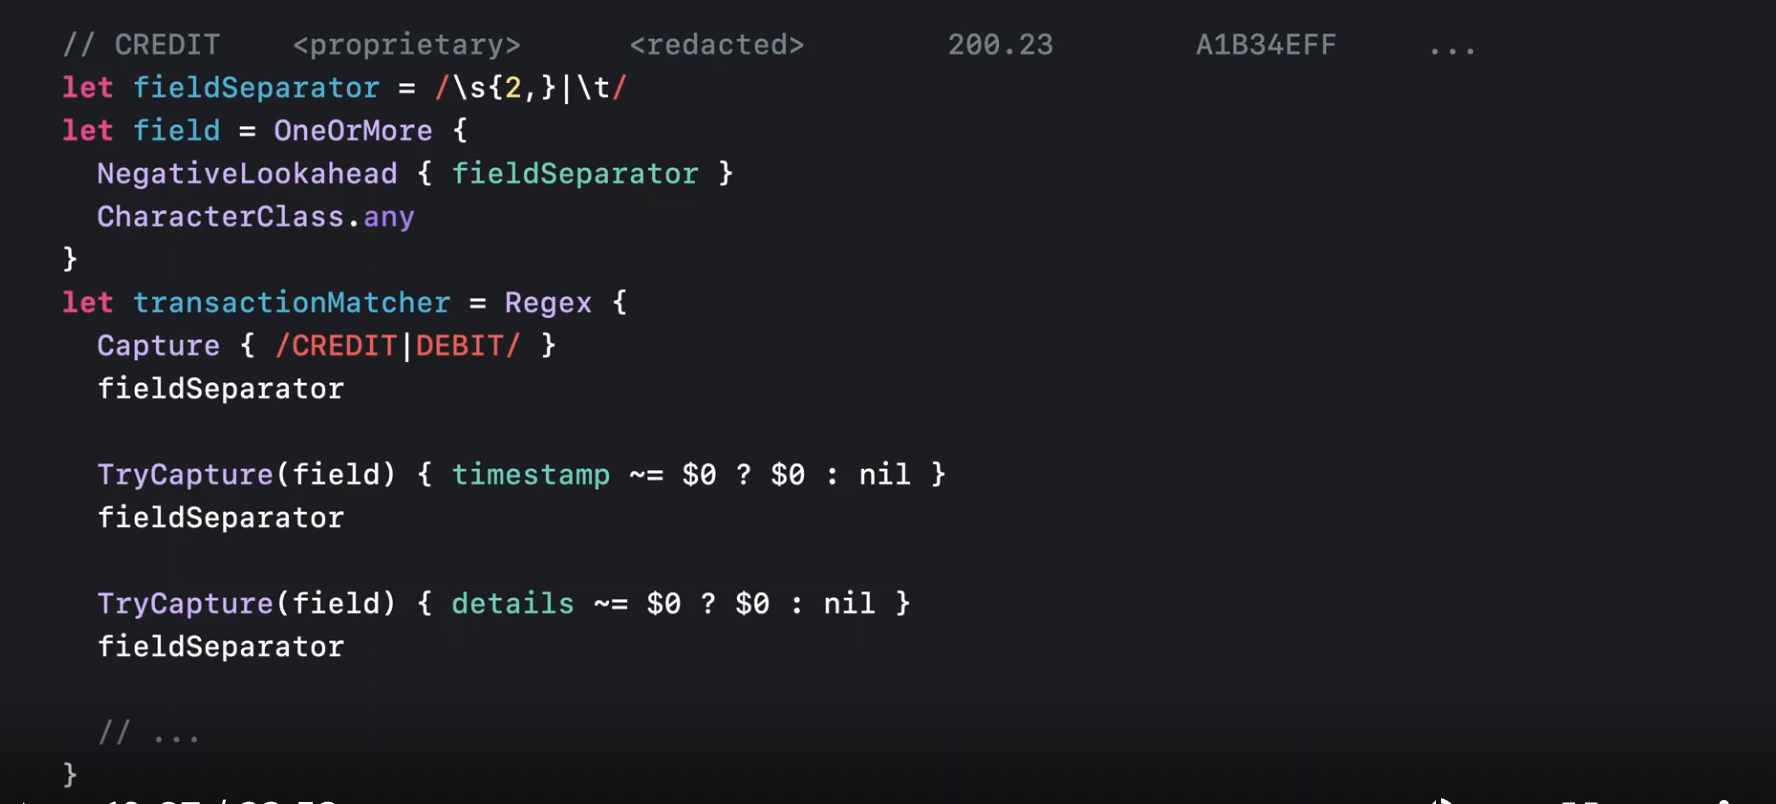 // CREDIT    <proprietary>      <redacted>        200.23        A1B34EFF     ...
let fieldSeparator = /\s{2,}|\t/
let field = OneOrMore {
  NegativeLookahead { fieldSeparator }
  CharacterClass.any
}
let transactionMatcher = Regex {
  Capture { /CREDIT|DEBIT/ }
  fieldSeparator

  TryCapture(field) { timestamp ~= $0 ? $0 : nil }
  fieldSeparator

  TryCapture(field) { details ~= $0 ? $0 : nil }
  fieldSeparator

  // ...
}